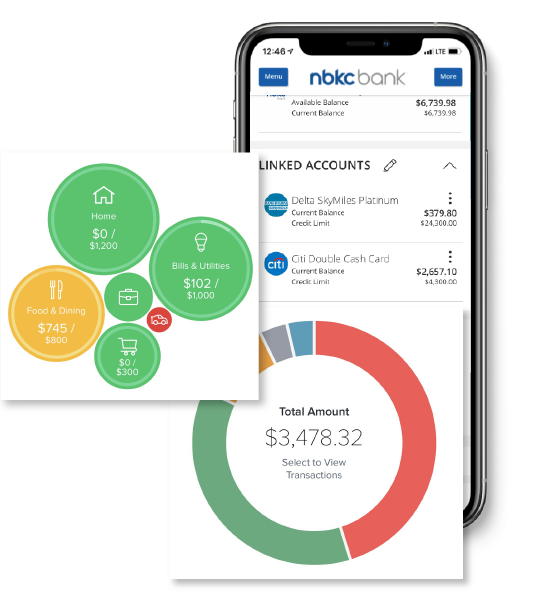 12:46
LTE
Menu
nbkc bank
More
Available Balance
$6,739.98
Current Balance
$6,739.98
LINKED ACCOUNTS
Delta SkyMiles Platinum
Current Balance
$379.80
Credit Limit
$24,300.00
citi
Citi Double Cash Card
Current Balance
$2,657.10
Credit Limit
$4,300.00
Home
$0 /
$1,200
Bills & Utilities
$102 /
$1,000
Food & Dining
$745 /
$800
$0 /
$300
Total Amount
$3,478.32
Select to View
Transactions